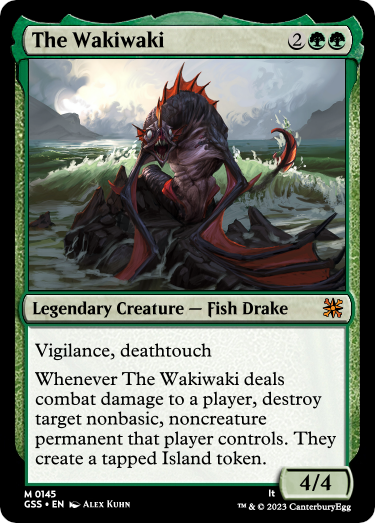 The Wakiwaki 2
Legendary Creature — Fish Drake
Vigilance, deathtouch
Whenever The Wakiwaki deals
combat damage to a player, destroy
target nonbasic, noncreature
permanent that player controls. They
create a tapped Island token.
4/4
M 0145 It
GSS • EN Alex Kuhn ™ & © 2023 CanterburyEgg